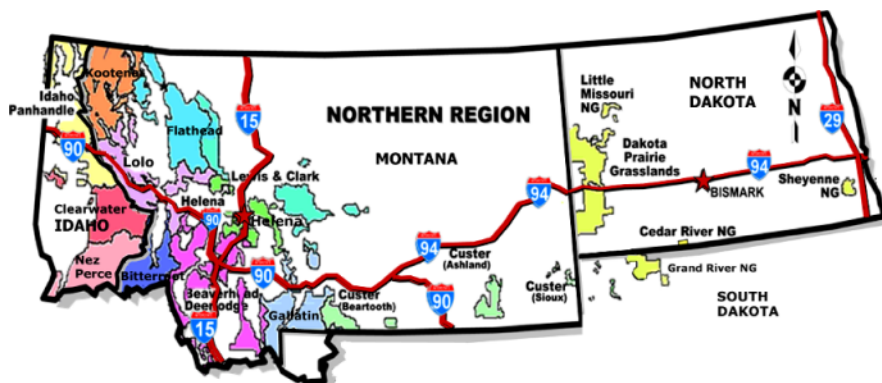 Idaho
Panhandle
Kootenai
Flathead
Lolo
90
15
NORTHERN REGION
MONTANA
Lewis & Clark
Helena
Helena
90
Clearwater
IDAHO
Nez
Perce
Bitterroot
Beaverhead
Deerlodge
15
90
Gallatin
Custer
(Beartooth)
94
Custer
(Ashland)
90
94
Custer
(Sioux)
Little
Missouri
NG
NORTH
DAKOTA
N
29
Dakota
Prairie
Grasslands
94
BISMARK
Sheyenne
NG
Cedar River NG
Grand River NG
SOUTH
DAKOTA